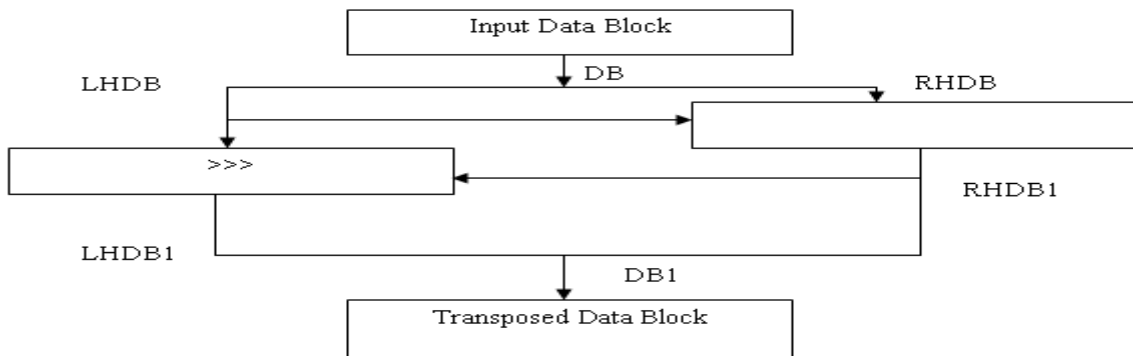 Input Data Block
DB
LHDB
RHDB
>>>
RHDB1
LHDB1
DB1
Transposed Data Block